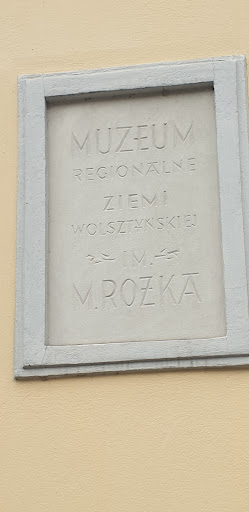 MUZEUM
REGIONALNE
ZIEMI
WOLSZTYŃSKIEJ
IM.
M. ROŻKA